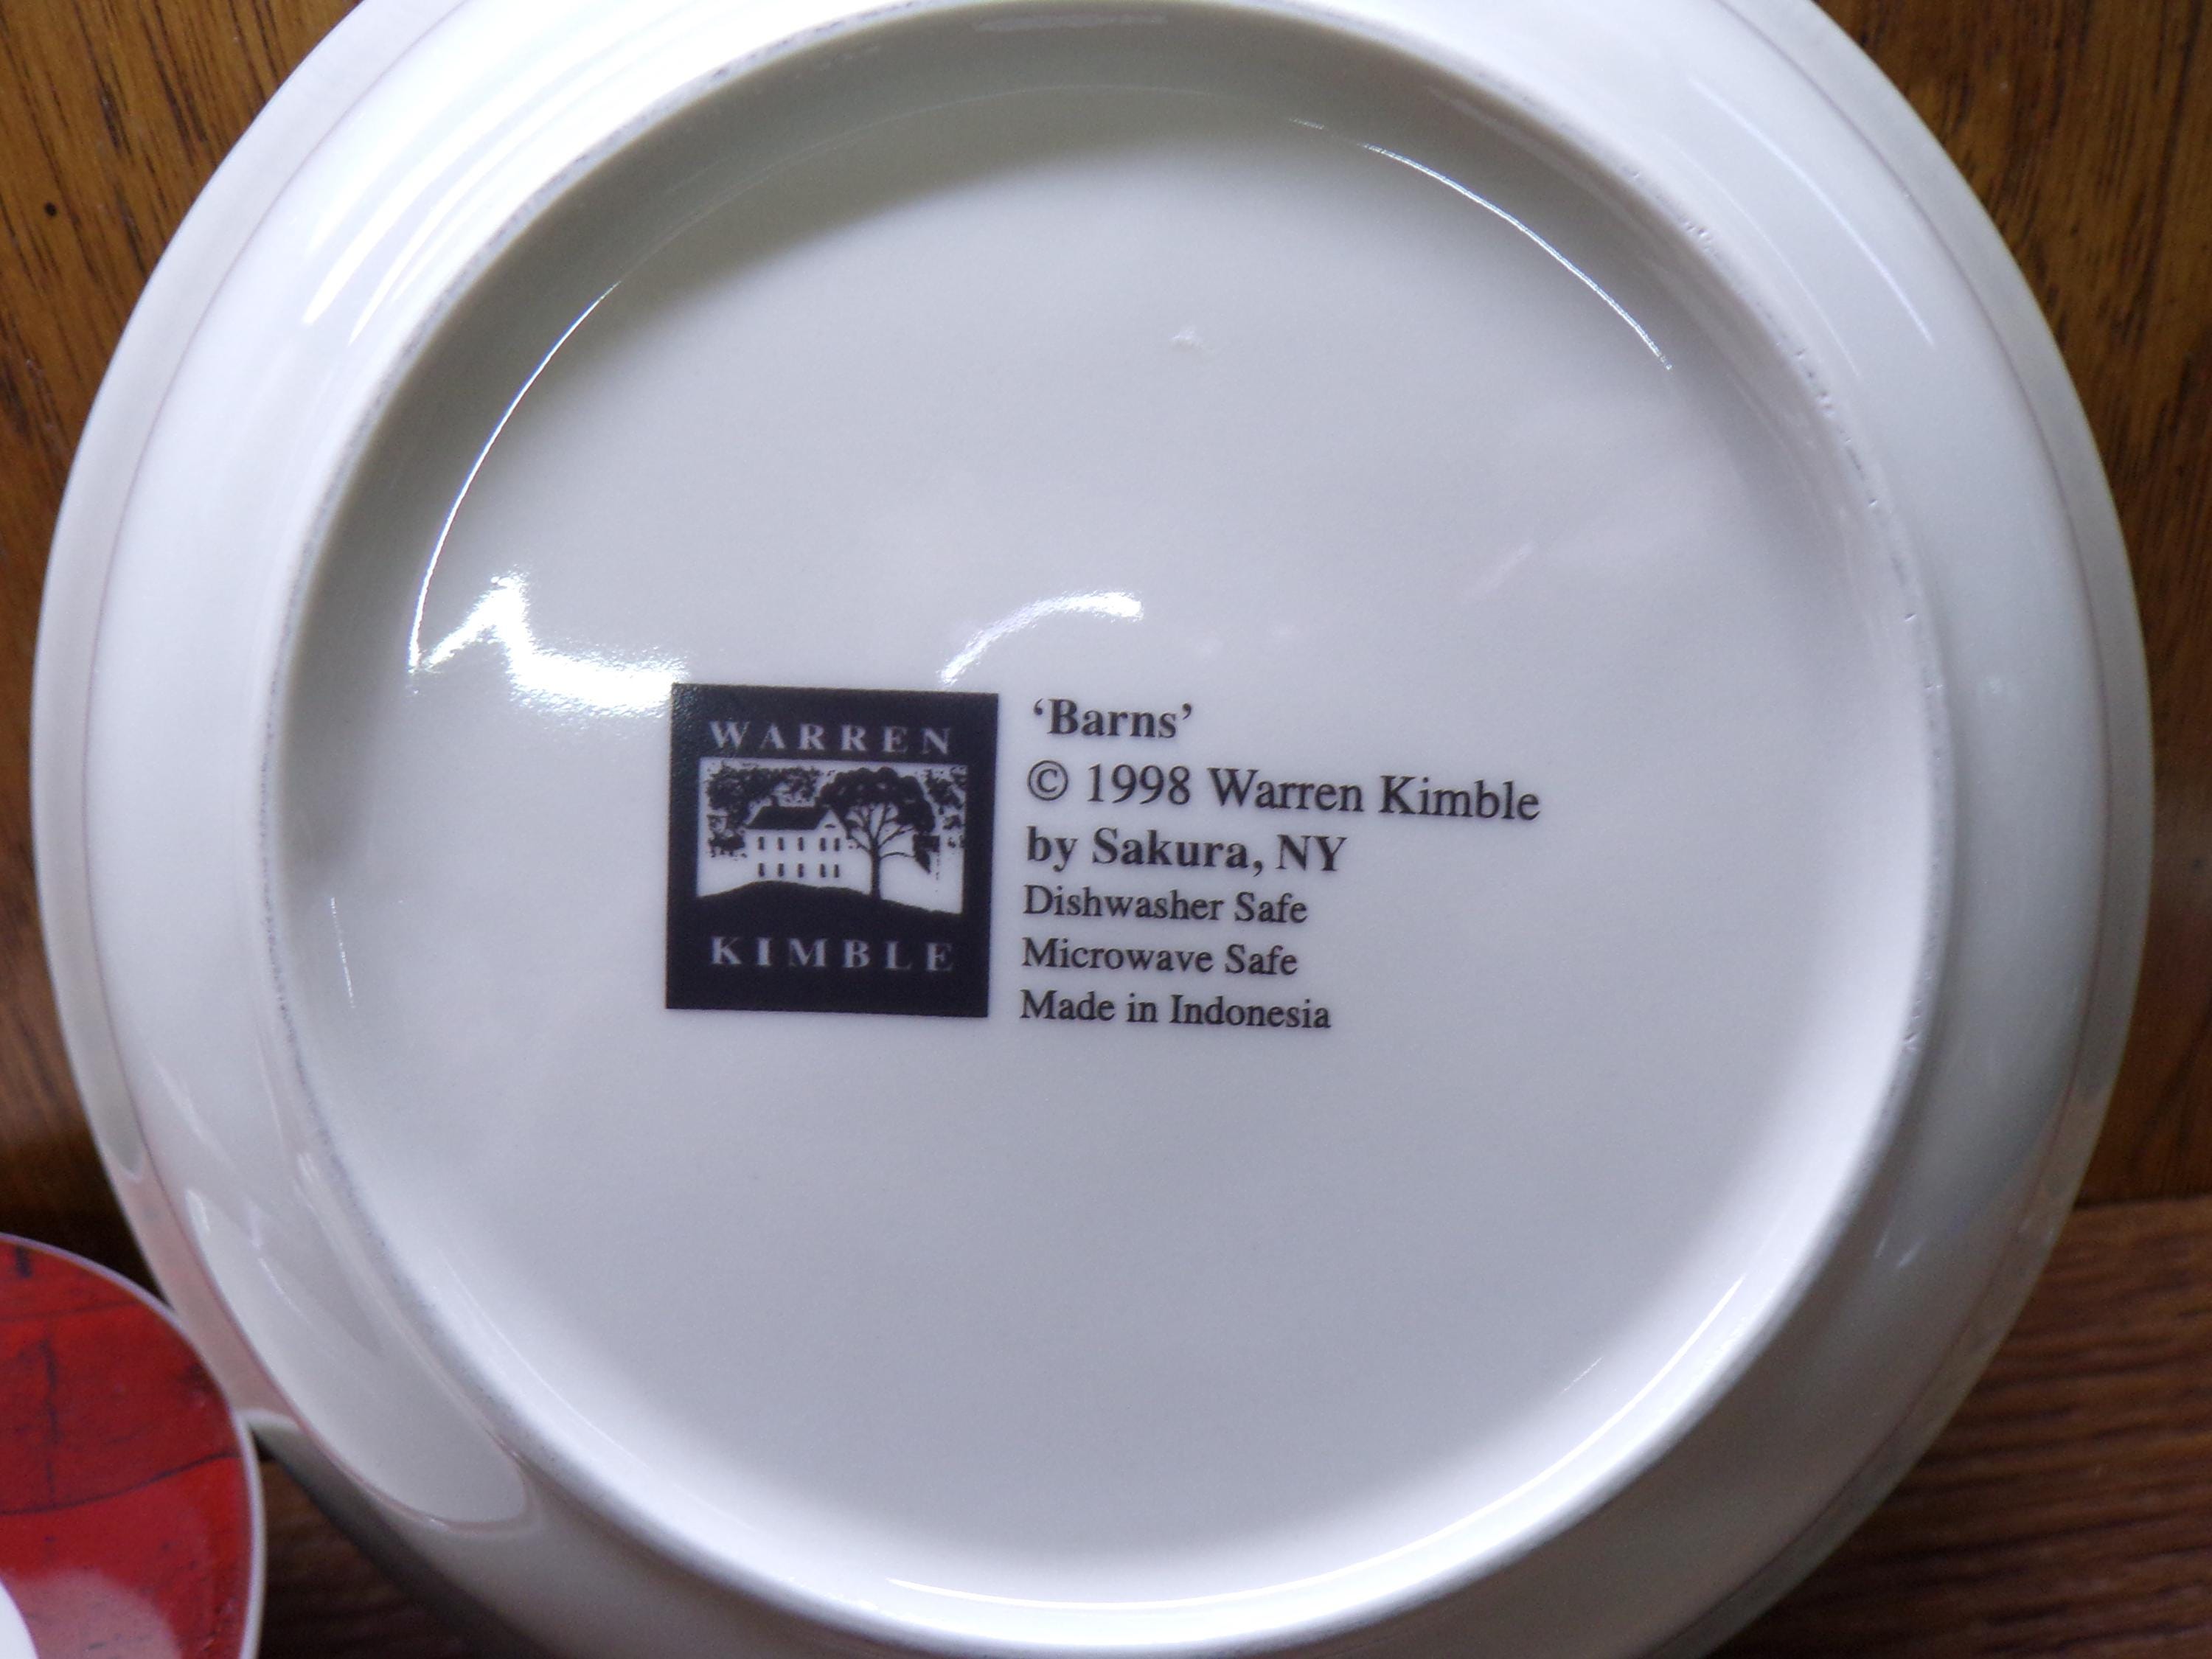 WARREN
KIMBLE
‘Barns’
© 1998 Warren Kimble
by Sakura, NY
Dishwasher Safe
Microwave Safe
Made in Indonesia